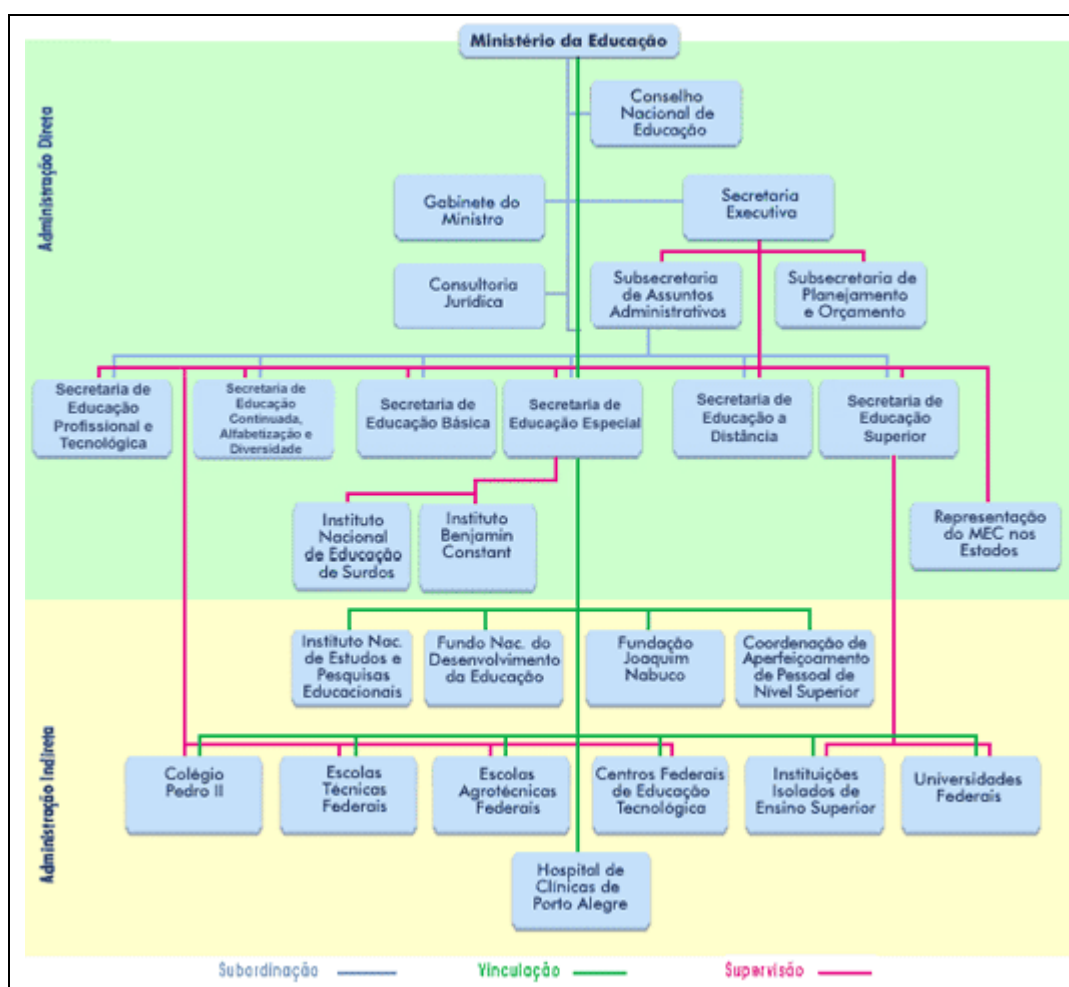 Ministério da Educação
Conselho
Nacional de
Educação
Administração Direta
Gabinete do
Ministro
Secretaria
Executiva
Consultoria
Jurídica
Subsecretaria
de Assuntos
Administrativos
Subsecretaria de
Planejamento
e Orçamento
Secretaria de
Educação
Profissional e
Tecnológica
Secretaria de
Educação
Continuada,
Alfabetização e
Diversidade
Secretaria de
Educação Básica
Secretaria de
Educação Especial
Secretaria de
Educação a
Distância
Secretaria de
Educação
Superior
Instituto
Nacional
de Educação
de Surdos
Instituto
Benjamin
Constant
Representação
do MEC nos
Estados
Instituto Nac.
de Estudos e
Pesquisas
Educacionais
Fundo Nac. do
Desenvolvimento
da Educação
Fundação
Joaquim
Nabuco
Coordenação de
Aperfeiçoamento
de Pessoal de
Nível Superior
Administração Indireta
Colégio
Pedro II
Escolas
Técnicas
Federais
Escolas
Agrotécnicas
Federais
Centros Federais
de Educação
Tecnológica
Instituições
Isolados de
Ensino Superior
Universidades
Federais
Hospital de
Clínicas de
Porto Alegre
Subordinação
Vinculação
Supervisão